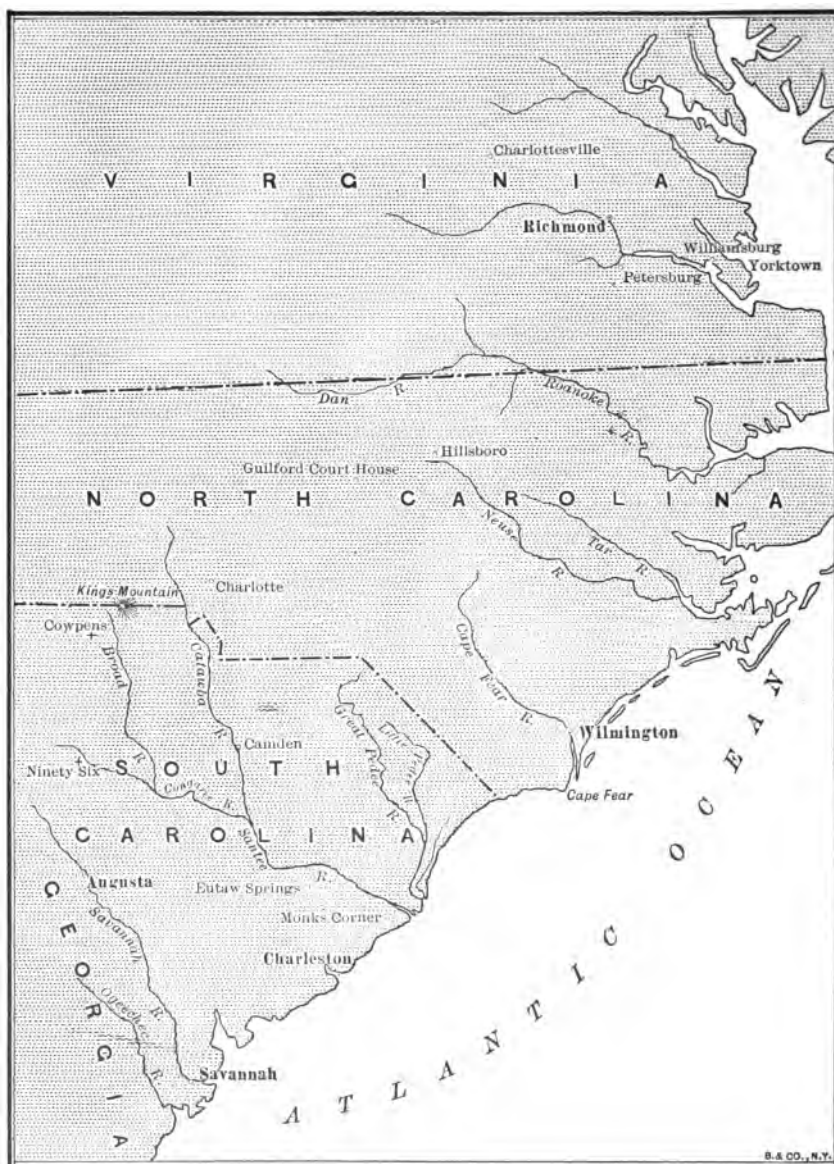 Charlottesville
VIRGINIA
Richmond
Williamsburg
Yorktown
Petersburg
Dan R.
Roanoke R.
Hillsboro
Guilford Court House
NORTH CAROLINA
Neuse R.
Tar R.
Kings Mountain
Charlotte
Cowpens
Broad R.
Catawba R.
Cape Fear R.
Great Pedee R.
Little Pedee R.
Wilmington
Camden
Ninety Six
SOUTH CAROLINA
Congaree R.
Cape Fear
Santee R.
Augusta
Eutaw Springs
Monks Corner
Charleston
GEORGIA
Savannah R.
Ogeechee R.
Savannah
ATLANTIC OCEAN
B. & CO., N.Y.